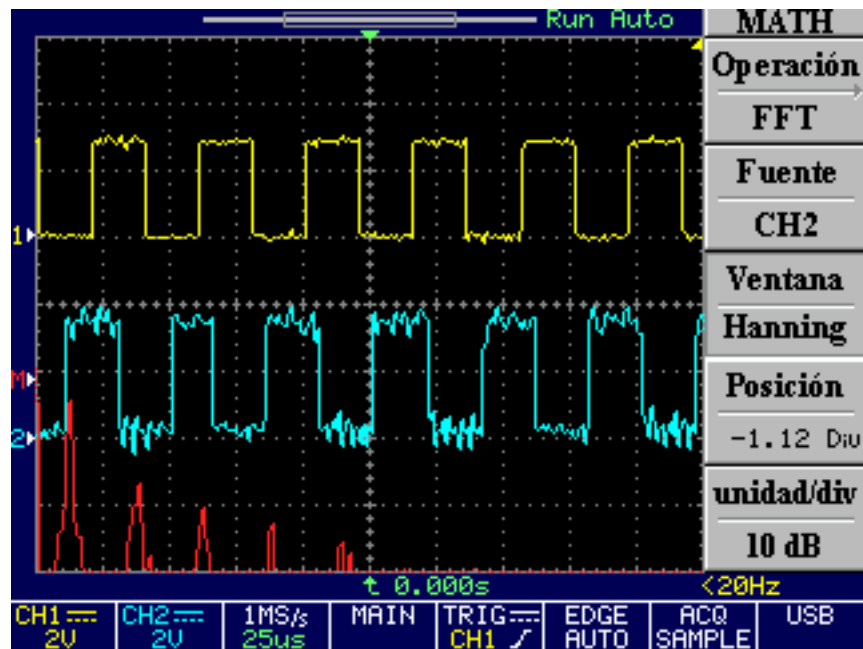 Run Auto
MATH
Operación
FFT
Fuente
CH2
Ventana
Hanning
Posición
-1.12 Div
unidad/div
10 dB
1
M
2
0.000s
<20Hz
CH1
2V
CH2
2V
1MS/s
25us
MAIN
TRIG
CH1
EDGE
AUTO
ACQ
SAMPLE
USB